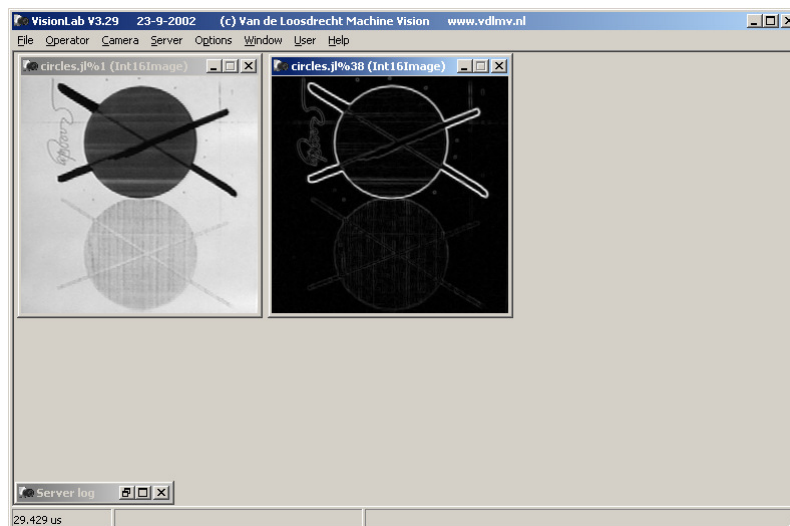 VisionLab V3.29 23-9-2002 (c) Van de Loosdrecht Machine Vision www.vdlmv.nl
File Operator Camera Server Options Window User Help
circles.jl%1 (Int16Image) circles.jl%38 (Int16Image)
Server log
29.429 us